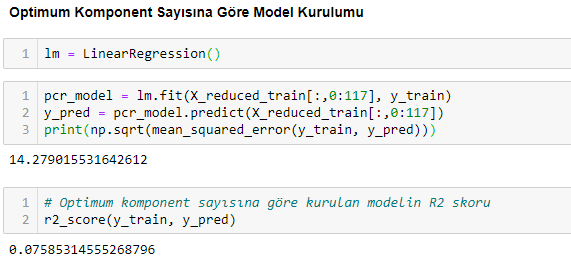 Optimum Komponent Sayısına Göre Model Kurulumu
1 lm = LinearRegression()
1 pcr_model = lm.fit(X_reduced_train[:,0:117], y_train)
2 y_pred = pcr_model.predict(X_reduced_train[:,0:117])
3 print(np.sqrt(mean_squared_error(y_train, y_pred)))
14.279015531642612
1 # Optimum komponent sayısına göre kurulan modelin R2 skoru
2 r2_score(y_train, y_pred)
0.07585314555268796